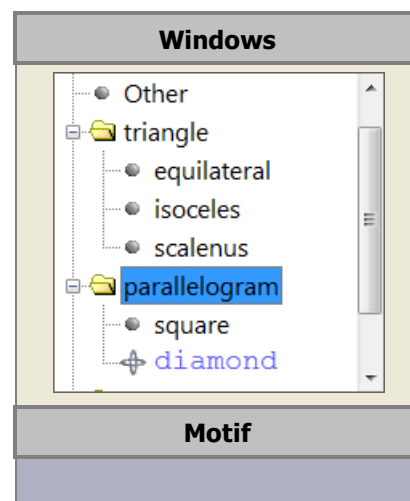 Windows
Other
triangle
equilateral
isoceles
scalenus
parallelogram
square
diamond
Motif